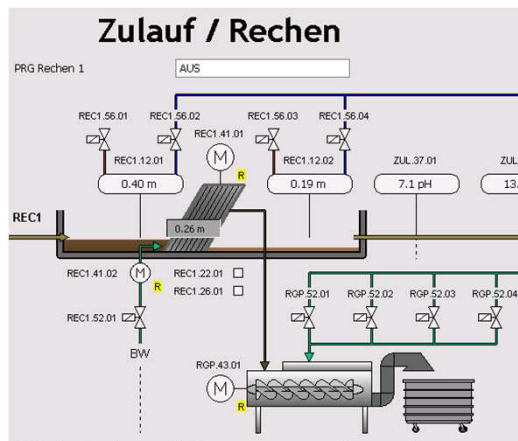 Zulauf / Rechen
PRG Rechen 1
AUS
REC1.56.01
REC1.56.02
REC1.56.03
REC1.56.04
REC1.41.01
M
R
REC1.12.01
REC1.12.02
ZUL.37.01
ZUL.
0.40 m
0.19 m
7.1 pH
13.
REC1
0.26 m
REC1.41.02
M
R
REC1.22.01
REC1.26.01
RGP.52.01
RGP.52.02
RGP.52.03
RGP.52.04
REC1.52.01
BW
RGP.43.01
M
R